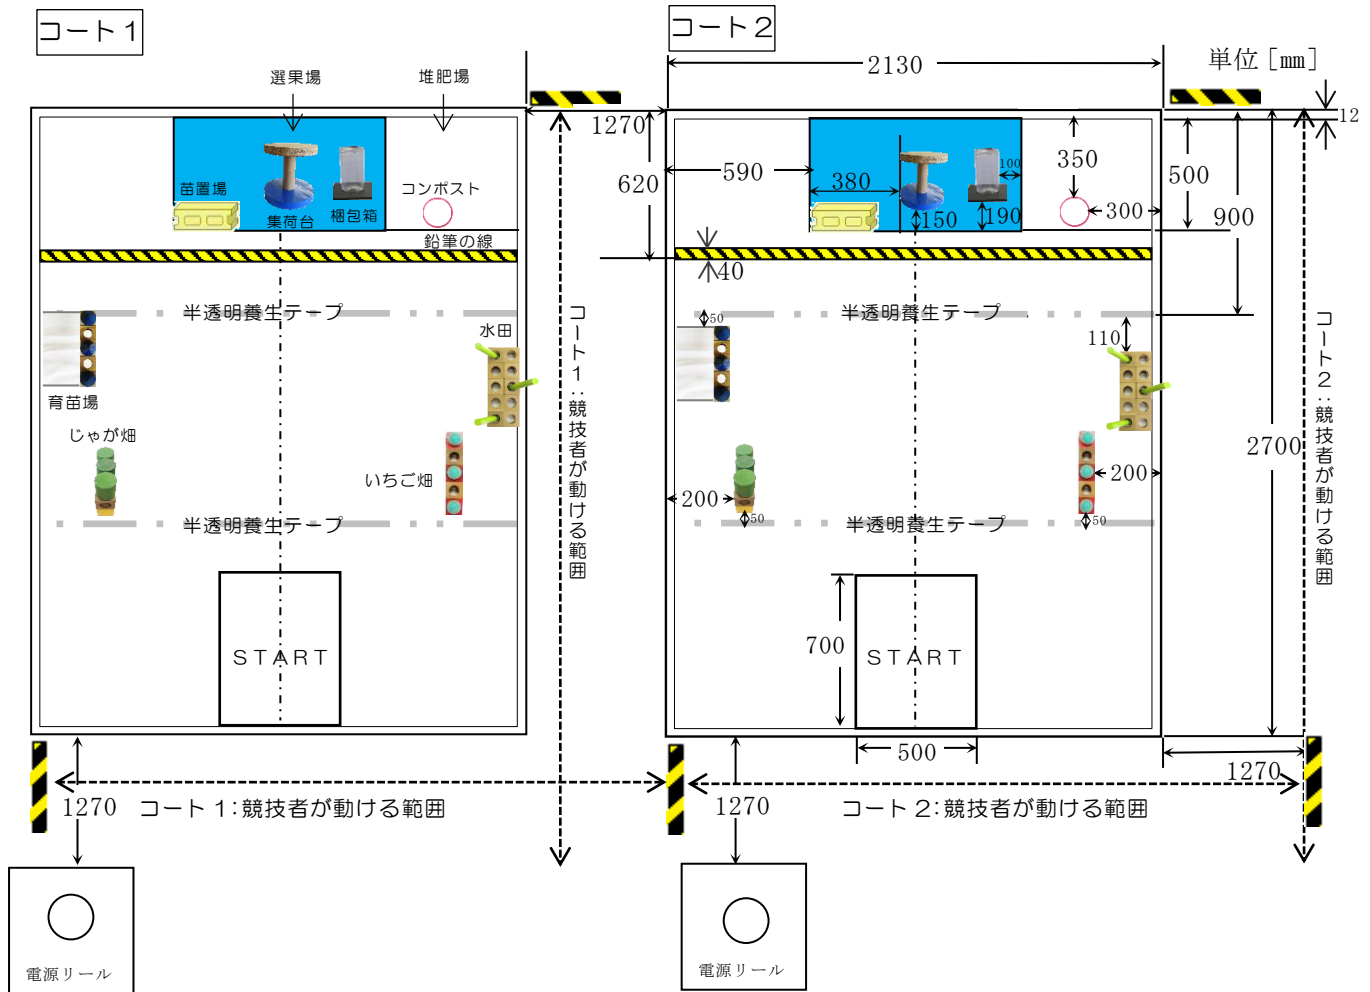 コート１
コート２
単位［mm］
選果場
堆肥場
2130
1270
12
苗置場
集荷台
梱包箱
コンポスト
鉛筆の線
620
590
380
150
100
190
350
300
500
900
40
半透明養生テープ
半透明養生テープ
50
110
水田
育苗場
じゃが畑
いちご畑
コート１：競技者が動ける範囲
コート２：競技者が動ける範囲
2700
200
200
50
50
半透明養生テープ
半透明養生テープ
ＳＴＡＲＴ
700
ＳＴＡＲＴ
500
1270
1270
コート１：競技者が動ける範囲
1270
コート２：競技者が動ける範囲
電源リール
電源リール